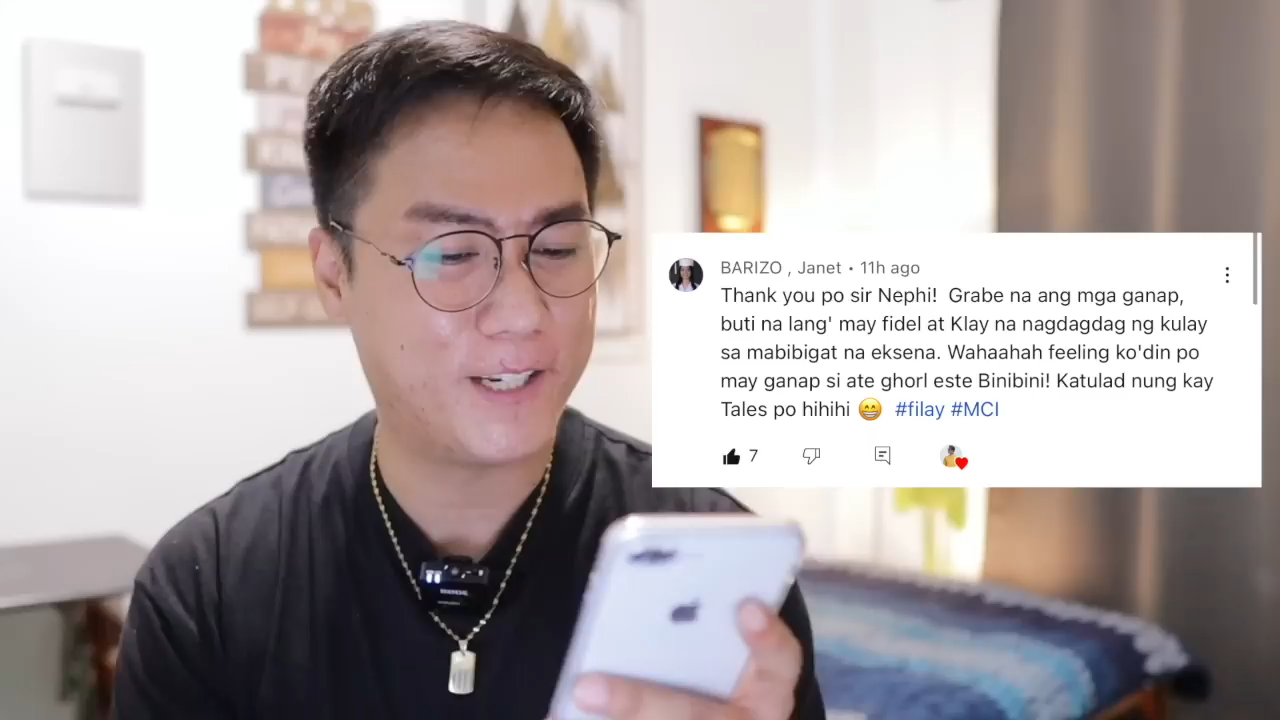 BARIZO , Janet • 11h ago
Thank you po sir Nephi!  Grabe na ang mga ganap,
buti na lang' may fidel at Klay na nagdagdag ng kulay
sa mabibigat na eksena. Wahaahah feeling ko'din po
may ganap si ate ghorl este Binibini! Katulad nung kay
Tales po hihihi 😁 #filay #MCI
7